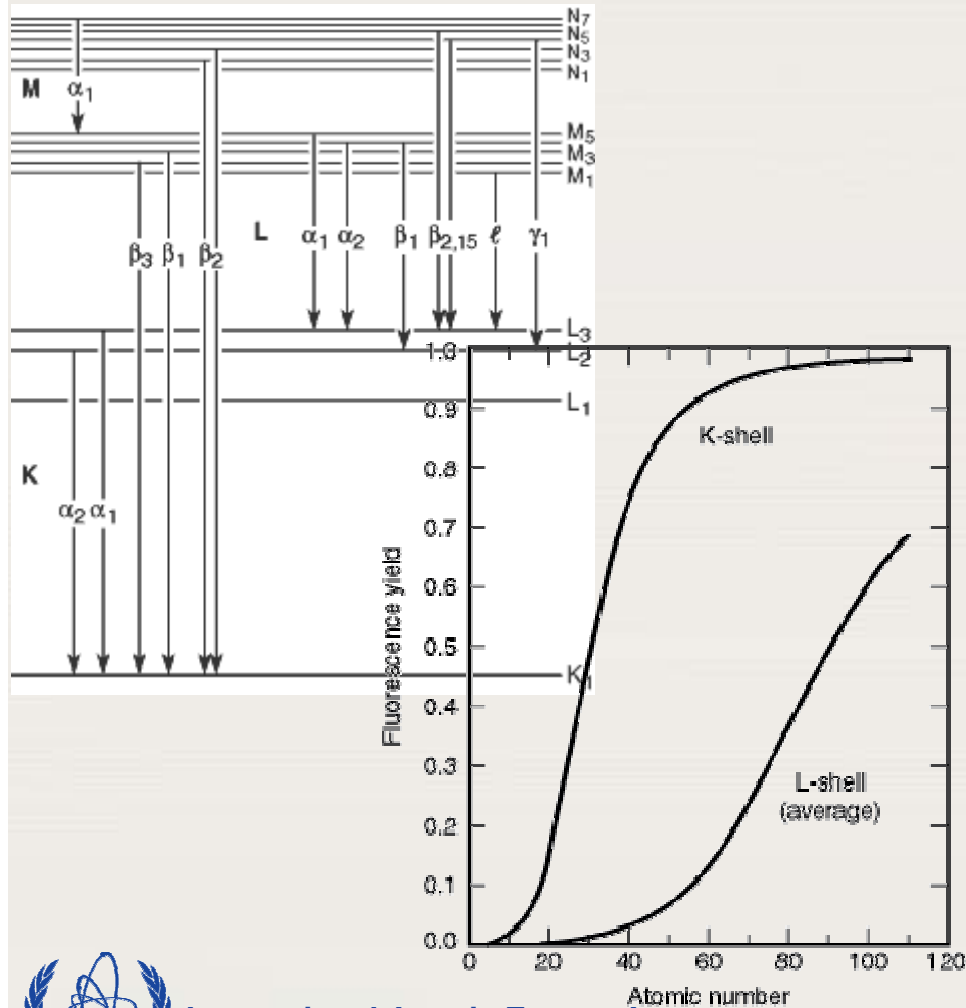 N7
N5
N3
N1
M α1
M5
M3
M1
L α1 α2 β1 β2,15 ℓ γ1
β3 β1 β2
L3
L2
L1
K
α2 α1
K1
1.0
0.9
0.8
0.7
0.6
0.5
0.4
0.3
0.2
0.1
0.0
Fluorescence yield
K-shell
L-shell
(average)
0 20 40 60 80 100 120
Atomic number